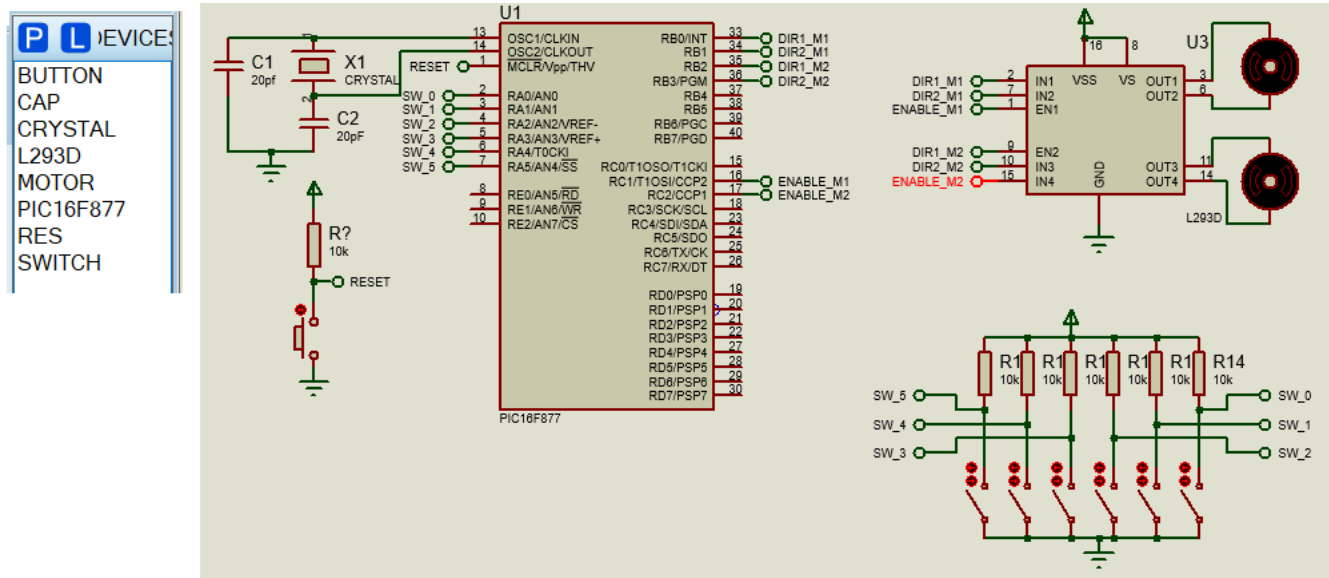 P L DEVICES
BUTTON
CAP
CRYSTAL
L293D
MOTOR
PIC16F877
RES
SWITCH
C1
20pf
1
X1
CRYSTAL
2
C2
20pF
R?
10k
RESET
U1
RESET
13 OSC1/CLKIN
14 OSC2/CLKOUT
1 MCLR/Vpp/THV
SW_0 2 RA0/AN0
SW_1 3 RA1/AN1
SW_2 4 RA2/AN2/VREF-
SW_3 5 RA3/AN3/VREF+
SW_4 6 RA4/T0CKI
SW_5 7 RA5/AN4/SS
8 RE0/AN5/RD
9 RE1/AN6/WR
10 RE2/AN7/CS
RB0/INT 33 DIR1_M1
RB1 34 DIR2_M1
RB2 35 DIR1_M2
RB3/PGM 36 DIR2_M2
RB4 37
RB5 38
RB6/PGC 39
RB7/PGD 40
RC0/T1OSO/T1CKI 15
RC1/T1OSI/CCP2 16 ENABLE_M1
RC2/CCP1 17 ENABLE_M2
RC3/SCK/SCL 18
RC4/SDI/SDA 23
RC5/SDO 24
RC6/TX/CK 25
RC7/RX/DT 26
RD0/PSP0 19
RD1/PSP1 20
RD2/PSP2 21
RD3/PSP3 22
RD4/PSP4 27
RD5/PSP5 28
RD6/PSP6 29
RD7/PSP7 30
PIC16F877
U3
16 8
VSS VS
DIR1_M1 2 IN1
DIR2_M1 7 IN2
ENABLE_M1 1 EN1
DIR1_M2 9 EN2
DIR2_M2 10 IN3
ENABLE_M2 15 IN4
OUT1 3
OUT2 6
OUT3 11
OUT4 14
GND
L293D
R1 R1 R1 R1 R1 R14
10k 10k 10k 10k 10k 10k
SW_5
SW_4
SW_3
SW_0
SW_1
SW_2